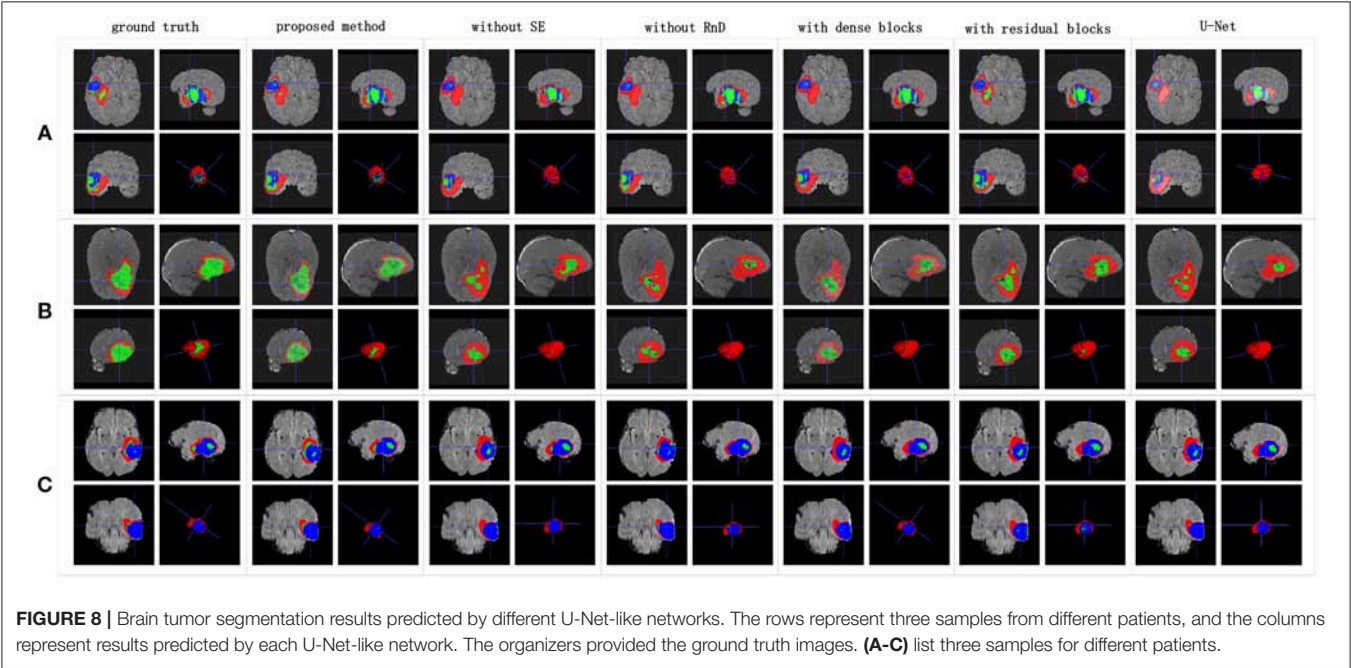 ground truth proposed method without SE without RnD with dense blocks with residual blocks U-Net
A
B
C
FIGURE 8 | Brain tumor segmentation results predicted by different U-Net-like networks. The rows represent three samples from different patients, and the columns
represent results predicted by each U-Net-like network. The organizers provided the ground truth images. (A-C) list three samples for different patients.